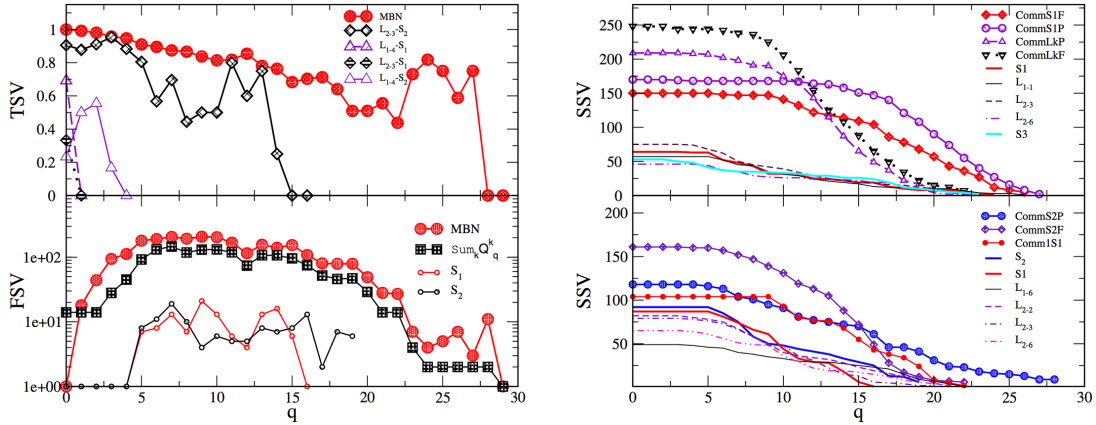 TSV
1
0.8
0.6
0.4
0.2
0
MBN
L₂₋₃-S₂
L₁₋₄-S₁
L₂₋₃-S₁
L₁₋₄-S₂
FSV
1e+02
1e+01
1e+00
MBN
Sumₖ Qᵏq
S₁
S₂
0 5 10 15 20 25 30
q
SSV
250
200
150
100
50
0
CommS1F
CommS1P
CommLkP
CommLkF
S1
L₁₋₁
L₂₋₃
L₂₋₆
S3
SSV
200
150
100
50
CommS2P
CommS2F
Comm1S1
S₂
S1
L₁₋₆
L₂₋₂
L₂₋₃
L₂₋₆
0 5 10 15 20 25 30
q